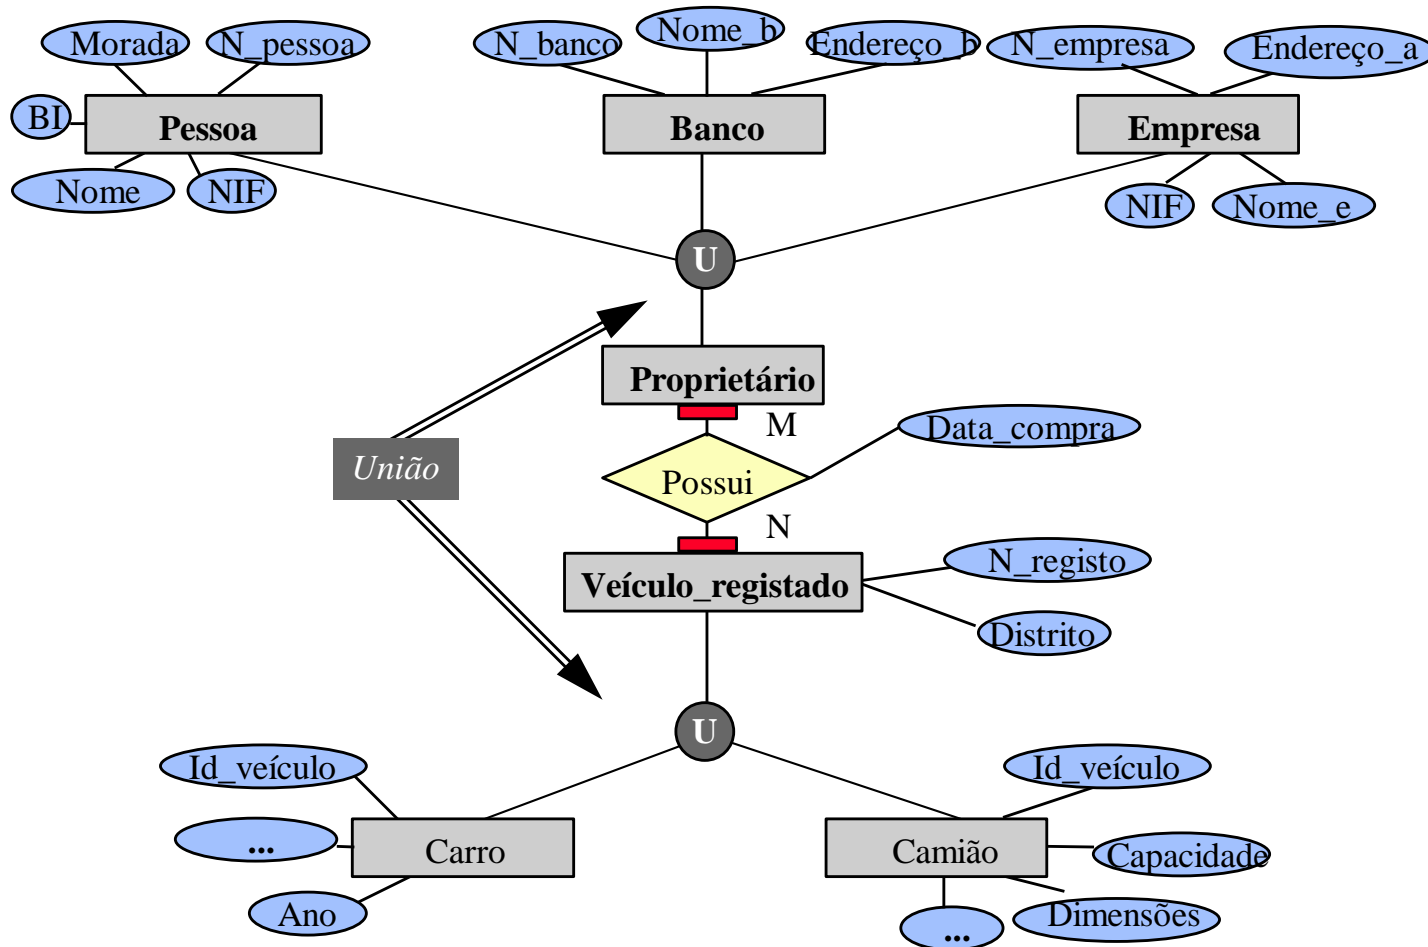 Morada
N_pessoa
N_banco
Nome_b
Endereço_b
N_empresa
Endereço_a
BI
Pessoa
Banco
Empresa
Nome
NIF
NIF
Nome_e
U
Proprietário
M
Data_compra
União
Possui
N
N_registo
Veículo_registado
Distrito
U
Id_veículo
Id_veículo
...
Carro
Camião
Capacidade
Ano
Dimensões
...